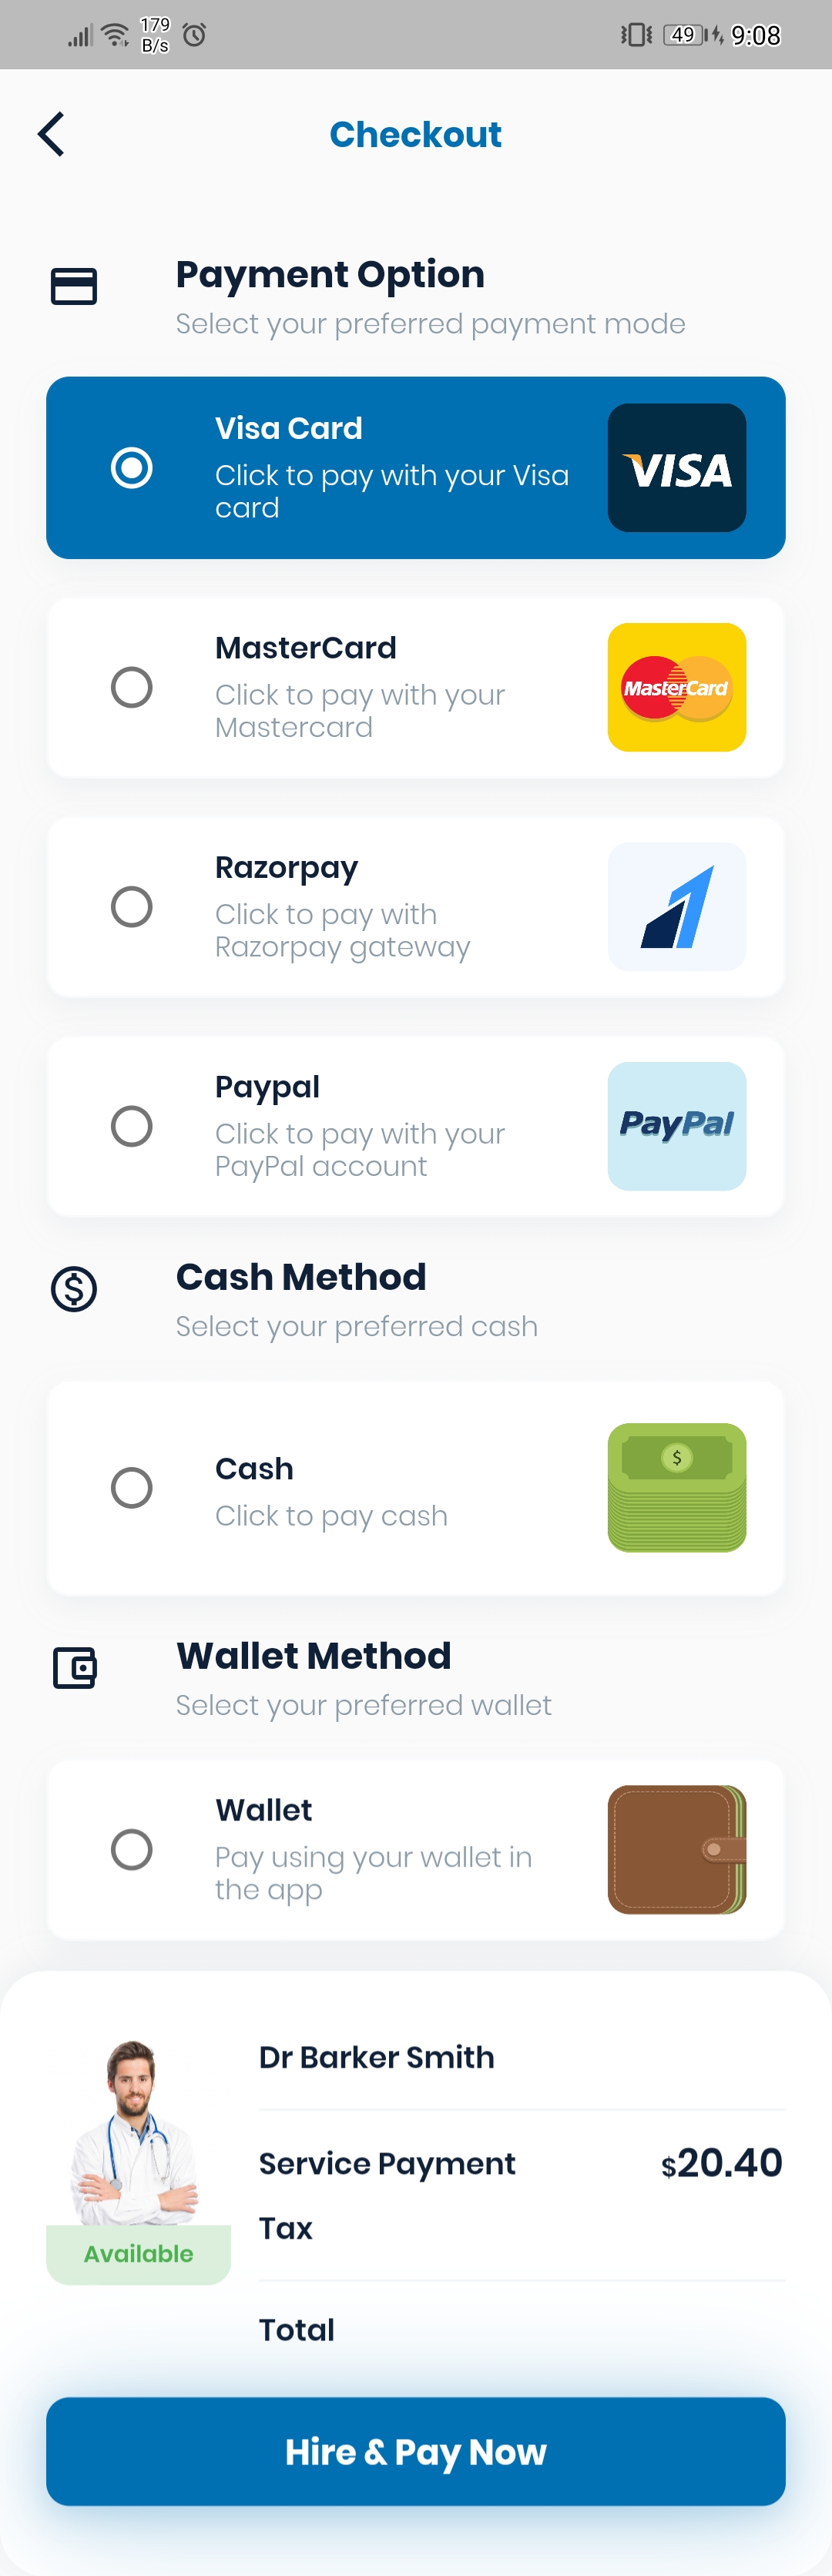 179
B/s
49
9:08
Checkout
Payment Option
Select your preferred payment mode
Visa Card
Click to pay with your Visa
card
VISA
MasterCard
Click to pay with your
Mastercard
MasterCard
Razorpay
Click to pay with
Razorpay gateway
Paypal
Click to pay with your
PayPal account
PayPal
$
Cash Method
Select your preferred cash
Cash
Click to pay cash
$
Wallet Method
Select your preferred wallet
Wallet
Pay using your wallet in
the app
Dr Barker Smith
Service Payment $20.40
Tax
Available
Total
Hire & Pay Now